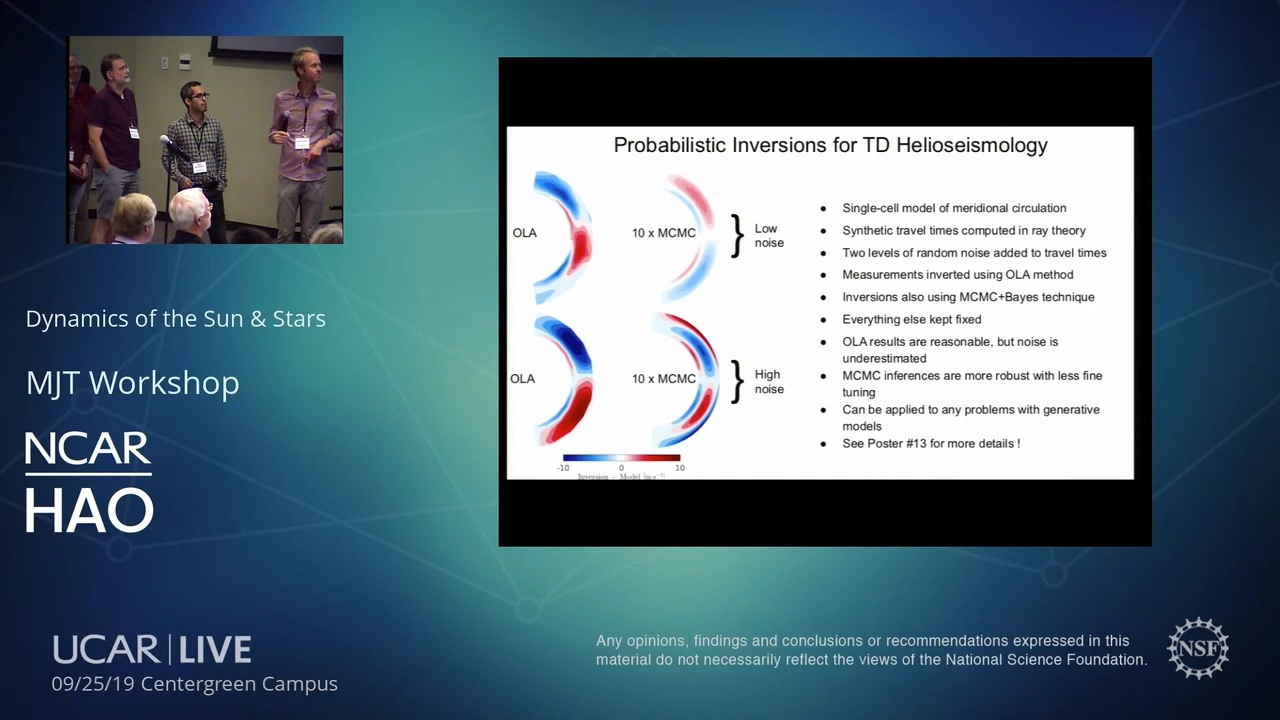 Probabilistic Inversions for TD Helioseismology
OLA
10 x MCMC
Low
noise
OLA
10 x MCMC
High
noise
-10
0
10
Inversion − Model [m s⁻¹]
• Single-cell model of meridional circulation
• Synthetic travel times computed in ray theory
• Two levels of random noise added to travel times
• Measurements inverted using OLA method
• Inversions also using MCMC+Bayes technique
• Everything else kept fixed
• OLA results are reasonable, but noise is
underestimated
• MCMC inferences are more robust with less fine
tuning
• Can be applied to any problems with generative
models
• See Poster #13 for more details !
Dynamics of the Sun & Stars
MJT Workshop
NCAR
HAO
UCAR | LIVE
09/25/19 Centergreen Campus
Any opinions, findings and conclusions or recommendations expressed in this
material do not necessarily reflect the views of the National Science Foundation.
NSF